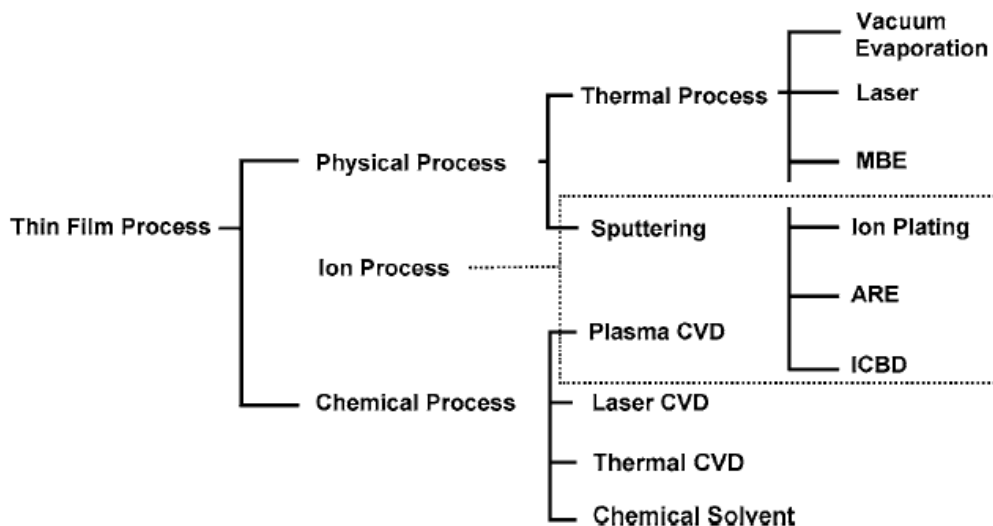 Vacuum
Evaporation
Thermal Process
Laser
Physical Process
MBE
Thin Film Process
Sputtering
Ion Plating
Ion Process
ARE
Plasma CVD
ICBD
Chemical Process
Laser CVD
Thermal CVD
Chemical Solvent